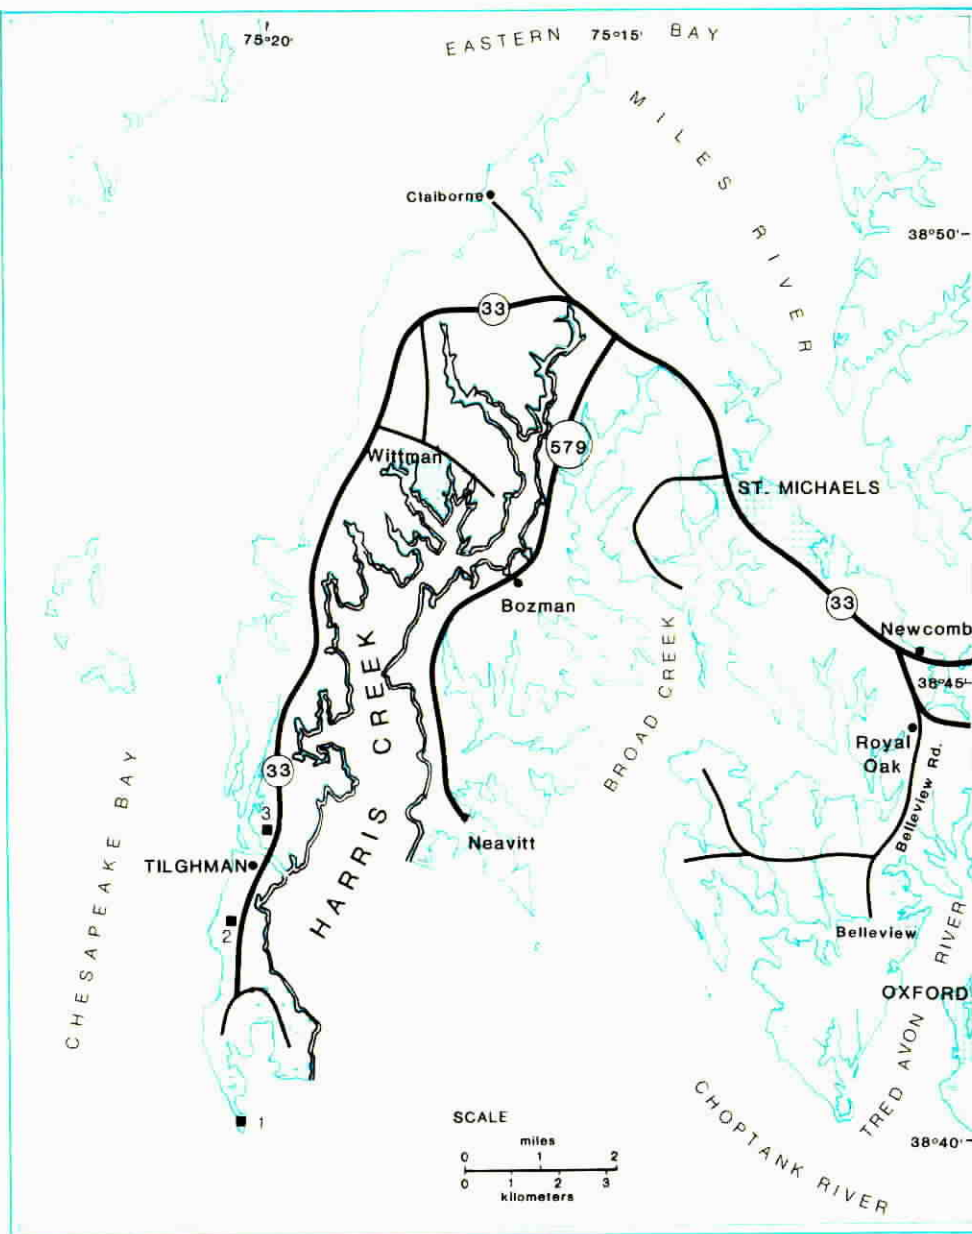 75°20'
EASTERN BAY
75°15'
MILES RIVER
Claiborne
38°50'
33
579
Wittman
ST. MICHAELS
Bozman
33
Newcomb
38°45'
HARRIS CREEK
BROAD CREEK
Royal
Oak
Belleview Rd.
33
3
CHESAPEAKE BAY
TILGHMAN
Neavitt
2
Belleview
OXFORD
TRED AVON RIVER
1
CHOPTANK RIVER
38°40'
SCALE
miles
0 1 2
0 1 2 3
kilometers